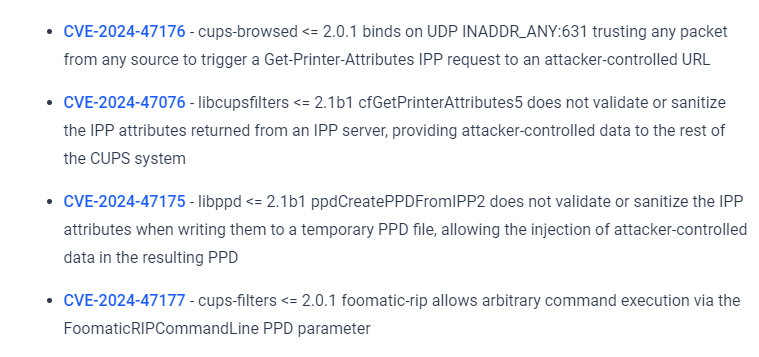 • CVE-2024-47176 - cups-browsed <= 2.0.1 binds on UDP INADDR_ANY:631 trusting any packet
from any source to trigger a Get-Printer-Attributes IPP request to an attacker-controlled URL
• CVE-2024-47076 - libcupsfilters <= 2.1b1 cfGetPrinterAttributes5 does not validate or sanitize
the IPP attributes returned from an IPP server, providing attacker-controlled data to the rest of
the CUPS system
• CVE-2024-47175 - libppd <= 2.1b1 ppdCreatePPDFromIPP2 does not validate or sanitize the IPP
attributes when writing them to a temporary PPD file, allowing the injection of attacker-controlled
data in the resulting PPD
• CVE-2024-47177 - cups-filters <= 2.0.1 foomatic-rip allows arbitrary command execution via the
FoomaticRIPCommandLine PPD parameter